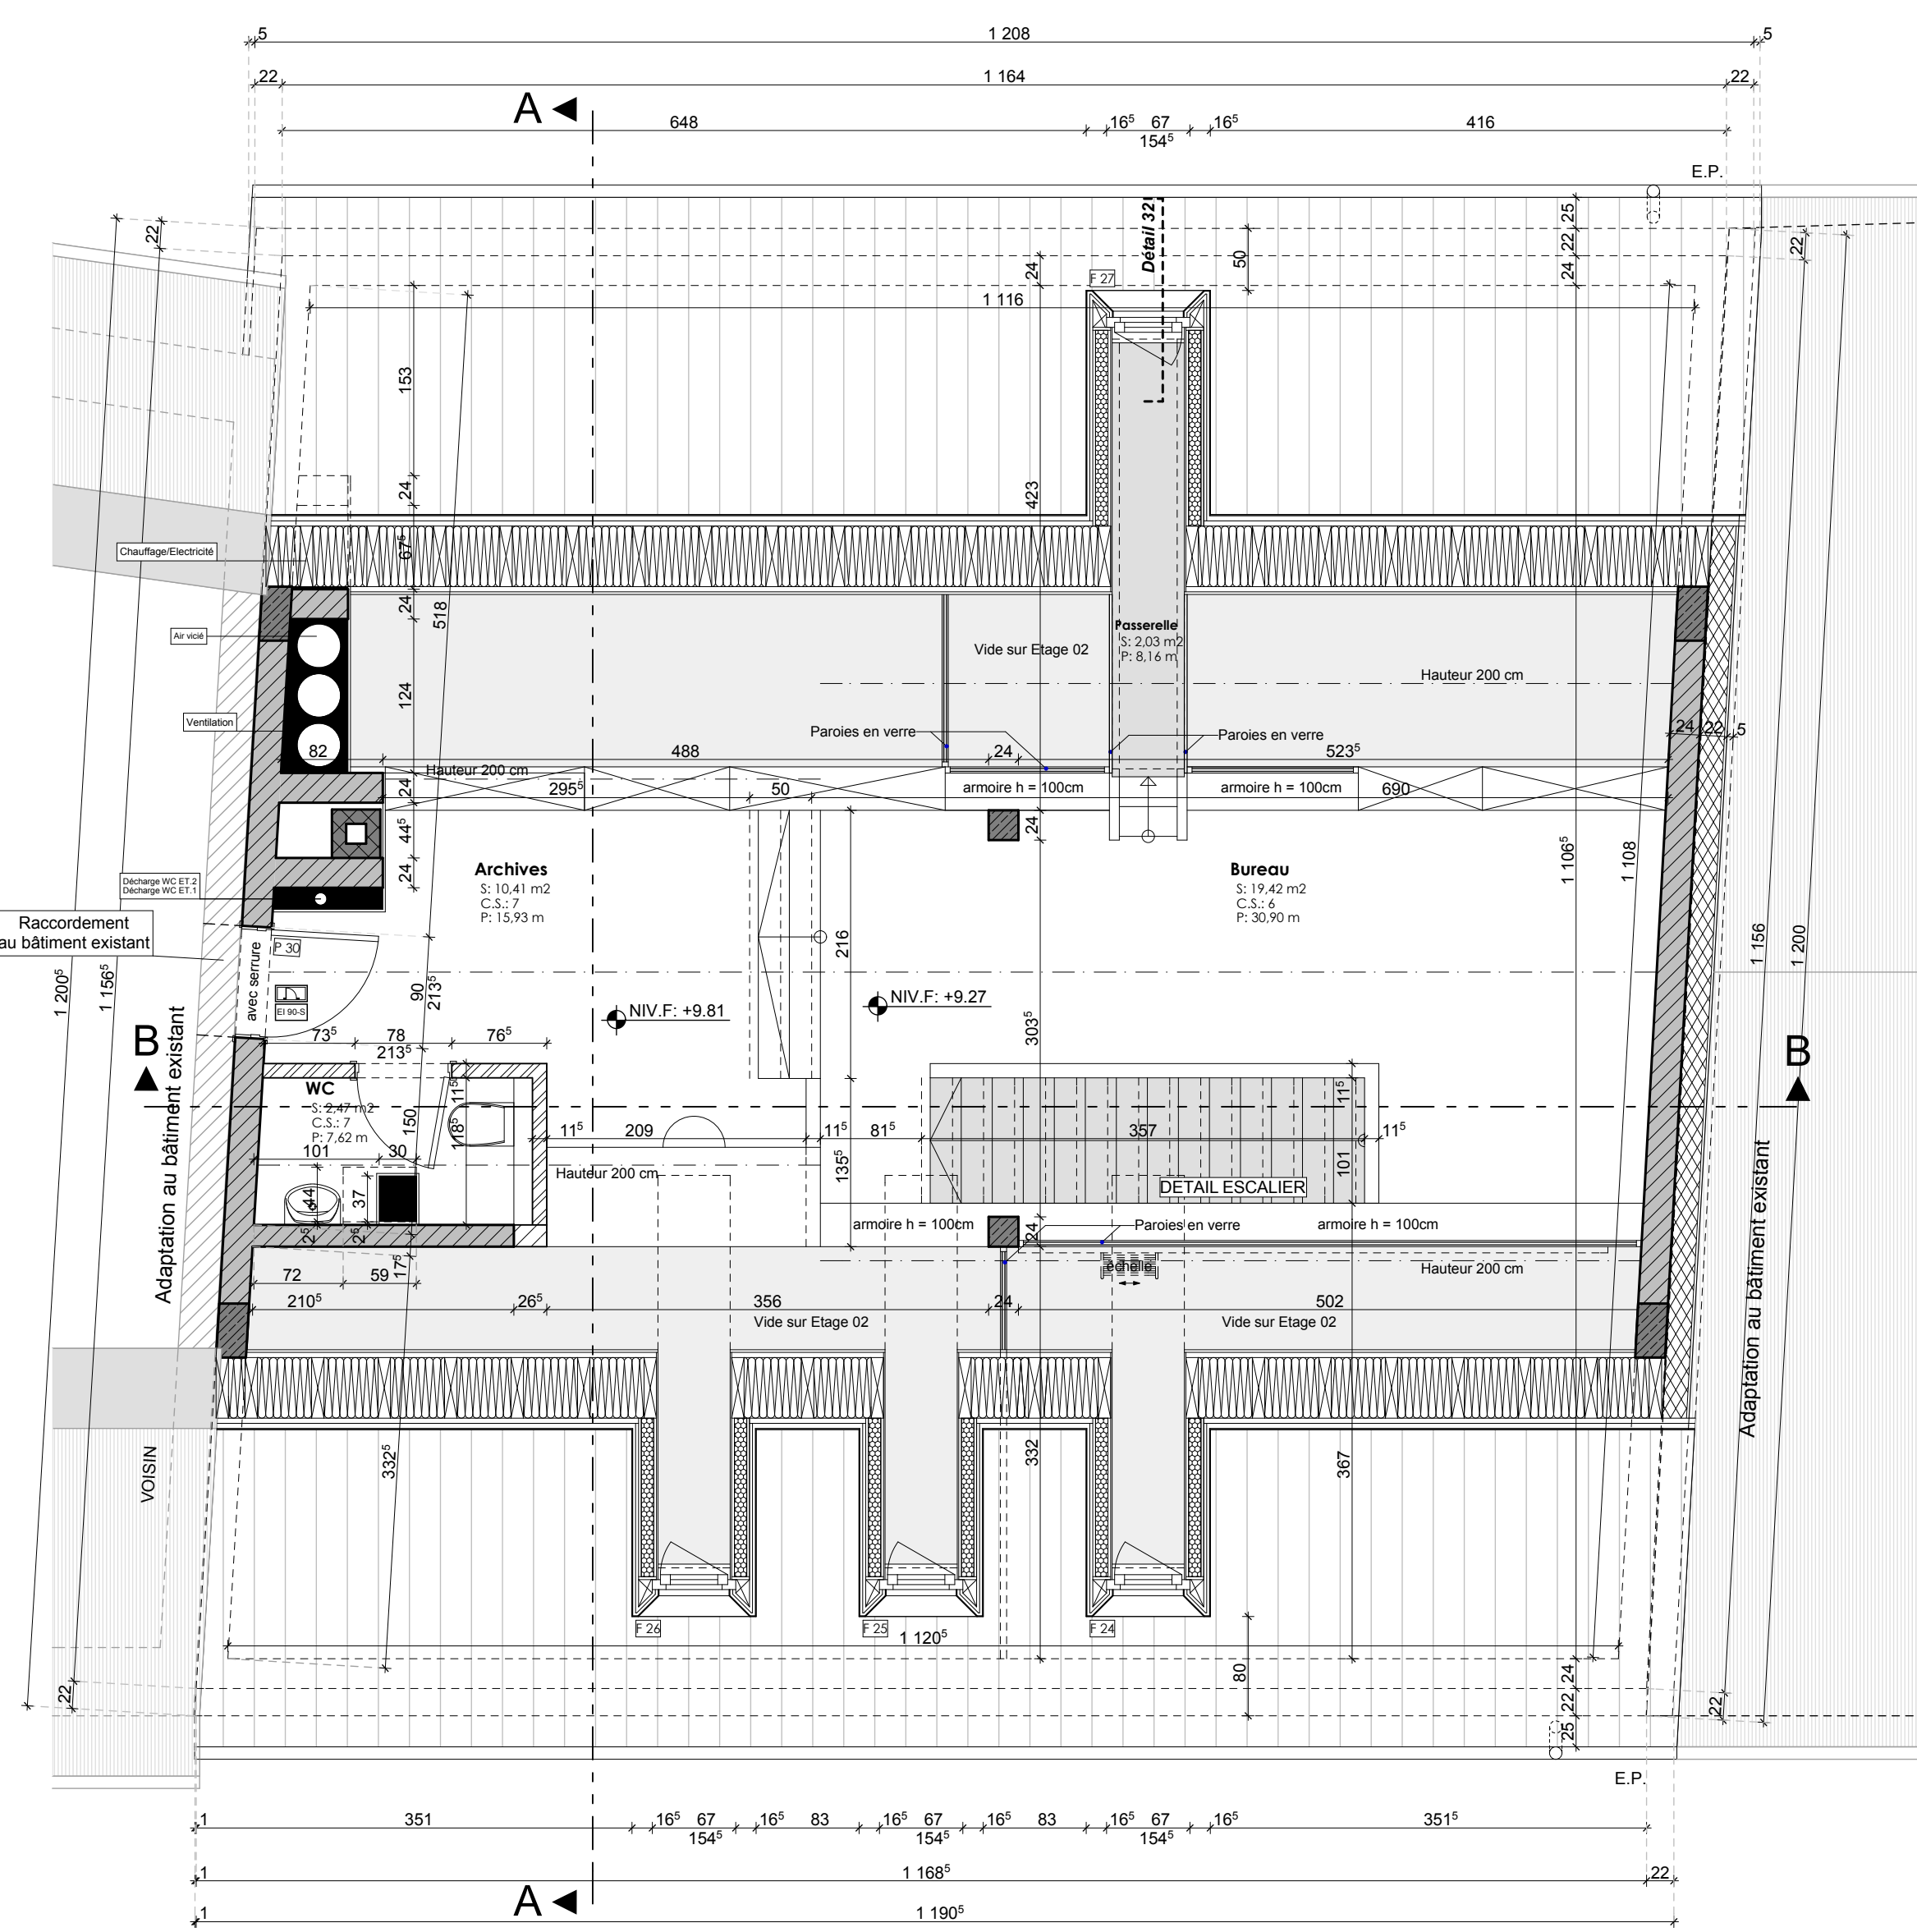 5 1 208 5
22 1 164 22
A
648 16⁵ 67 16⁵ 416
154⁵
E.P.
22
25
22
24
Détail 32
50
24
22
F 27
1 116
153
24
423
67⁵
Chauffage/Electricité
24
518
Air vicié
Passerelle
S: 2,03 m2
P: 8,16 m
Vide sur Etage 02
Hauteur 200 cm
124
Ventilation
Paroies en verre
Paroies en verre
24 22 5
82 488 24 523⁵
Hauteur 200 cm
24
295⁵ 50
armoire h = 100cm
armoire h = 100cm
690
44⁵
24
24
Archives
S: 10,41 m2
C.S.: 7
P: 15,93 m
Bureau
S: 19,42 m2
C.S.: 6
P: 30,90 m
1 106⁵
1 108
Décharge WC ET.2
Décharge WC ET.1
Raccordement
au bâtiment existant
P 30
avec serrure
EI 90-S
216
1 156
1 200
1 200⁵
1 156⁵
90
213⁵
NIV.F: +9.81
NIV.F: +9.27
303⁵
B
B
73⁵ 78 76⁵
213⁵
WC
S: 2,47 m2
C.S.: 7
P: 7,62 m
150
11⁵
118⁵
11⁵
101 30
11⁵ 209 11⁵ 81⁵ 357 11⁵
135⁵
101
Hauteur 200 cm
DETAIL ESCALIER
44
37
2⁵
2⁵
17⁵
armoire h = 100cm
24
Paroies en verre
armoire h = 100cm
échelle
Hauteur 200 cm
72 59
210⁵ 26⁵ 356 24 502
Vide sur Etage 02
Vide sur Etage 02
Adaptation au bâtiment existant
Adaptation au bâtiment existant
VOISIN
332⁵
332
367
F 26
F 25
F 24
1 120⁵
80
24
22
25
22
22
E.P.
1 351 16⁵ 67 16⁵ 83 16⁵ 67 16⁵ 83 16⁵ 67 16⁵ 351⁵
154⁵ 154⁵ 154⁵
1 1 168⁵ 22
A
1 1 190⁵